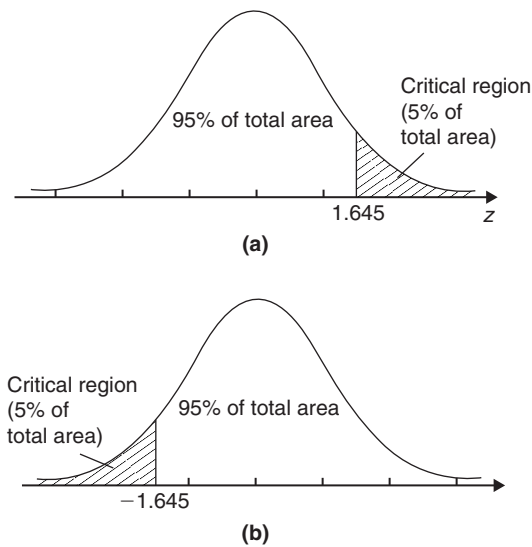 Critical region
(5% of
total area)
95% of total area
1.645
z
(a)
Critical region
(5% of
total area)
95% of total area
−1.645
(b)